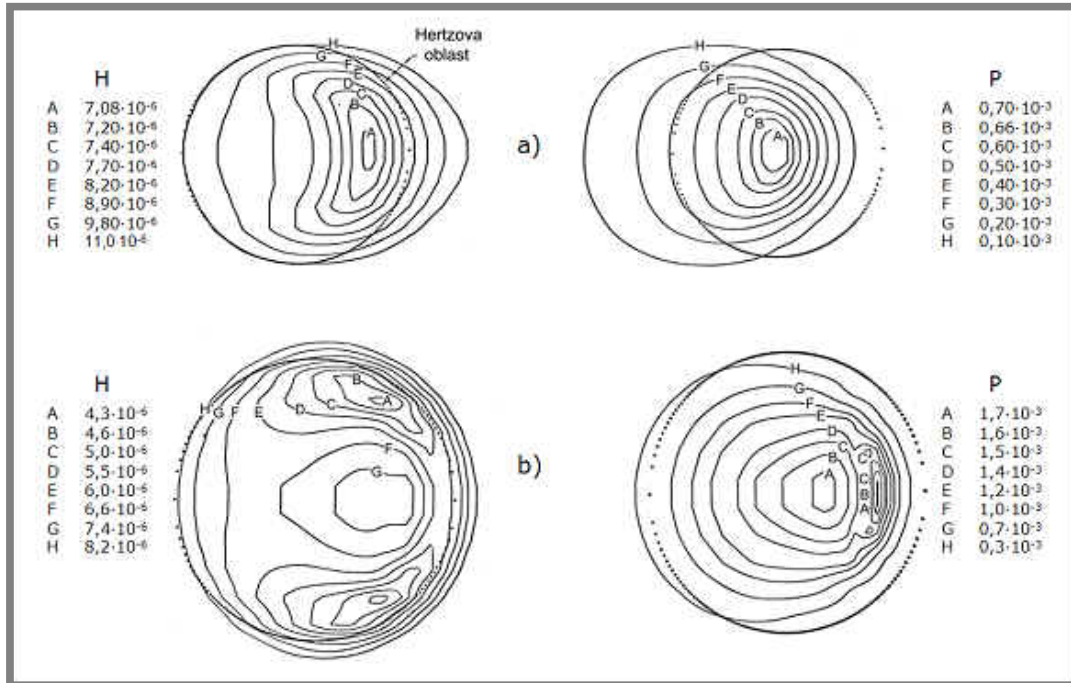 Hertzova
oblast
H
A 7,08·10⁻⁶
B 7,20·10⁻⁶
C 7,40·10⁻⁶
D 7,70·10⁻⁶
E 8,20·10⁻⁶
F 8,90·10⁻⁶
G 9,80·10⁻⁶
H 11,0 10⁻⁶
H
G
F
E
D
C
B
A
a)
H
G
F
E
D
C
B
A
P
A 0,70·10⁻³
B 0,66·10⁻³
C 0,60·10⁻³
D 0,50·10⁻³
E 0,40·10⁻³
F 0,30·10⁻³
G 0,20·10⁻³
H 0,10·10⁻³
H
A 4,3·10⁻⁶
B 4,6·10⁻⁶
C 5,0·10⁻⁶
D 5,5·10⁻⁶
E 6,0·10⁻⁶
F 6,6·10⁻⁶
G 7,4·10⁻⁶
H 8,2·10⁻⁶
B
A
H G F E D C
F
G
b)
H
G
F
E
D
C
B
A
C
C
B
A
P
A 1,7·10⁻³
B 1,6·10⁻³
C 1,5·10⁻³
D 1,4·10⁻³
E 1,2·10⁻³
F 1,0·10⁻³
G 0,7·10⁻³
H 0,3·10⁻³